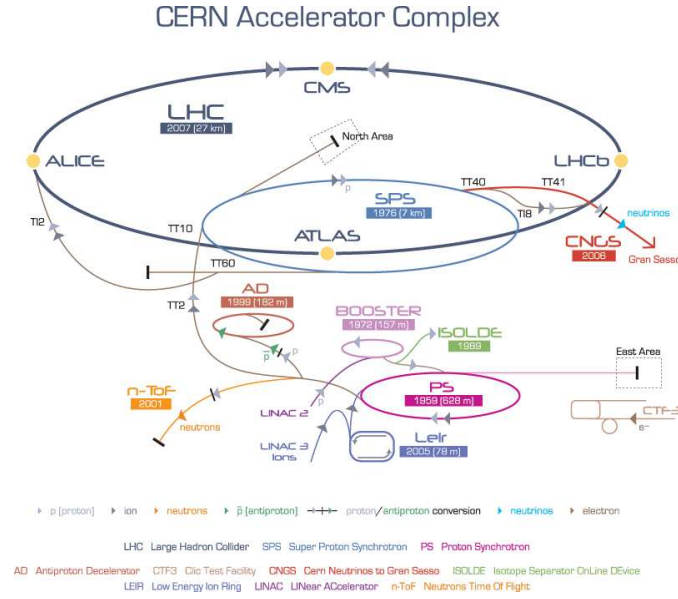 CERN Accelerator Complex
CMS
LHC
2007 (27 km)
North Area
ALICE
LHCb
TT40
TT41
SPS
1976 (7 km)
p
TI2
TI8
TT10
neutrinos
ATLAS
CNGS
2006
Gran Sasso
TT60
AD
1999 (182 m)
TT2
BOOSTER
1972 (157 m)
ISOLDE
1989
p
p̄
East Area
n-ToF
2001
PS
1959 (628 m)
LINAC 2
p
neutrons
CTF3
e-
LINAC 3
Ions
Leir
2005 (78 m)
p (proton) ion neutrons p̄ (antiproton) proton/antiproton conversion neutrinos electron
LHC Large Hadron Collider SPS Super Proton Synchrotron PS Proton Synchrotron
AD Antiproton Decelerator CTF3 Clic Test Facility CNGS Cern Neutrinos to Gran Sasso ISOLDE Isotope Separator OnLine DEvice
LEIR Low Energy Ion Ring LINAC LINear ACcelerator n-ToF Neutrons Time Of Flight